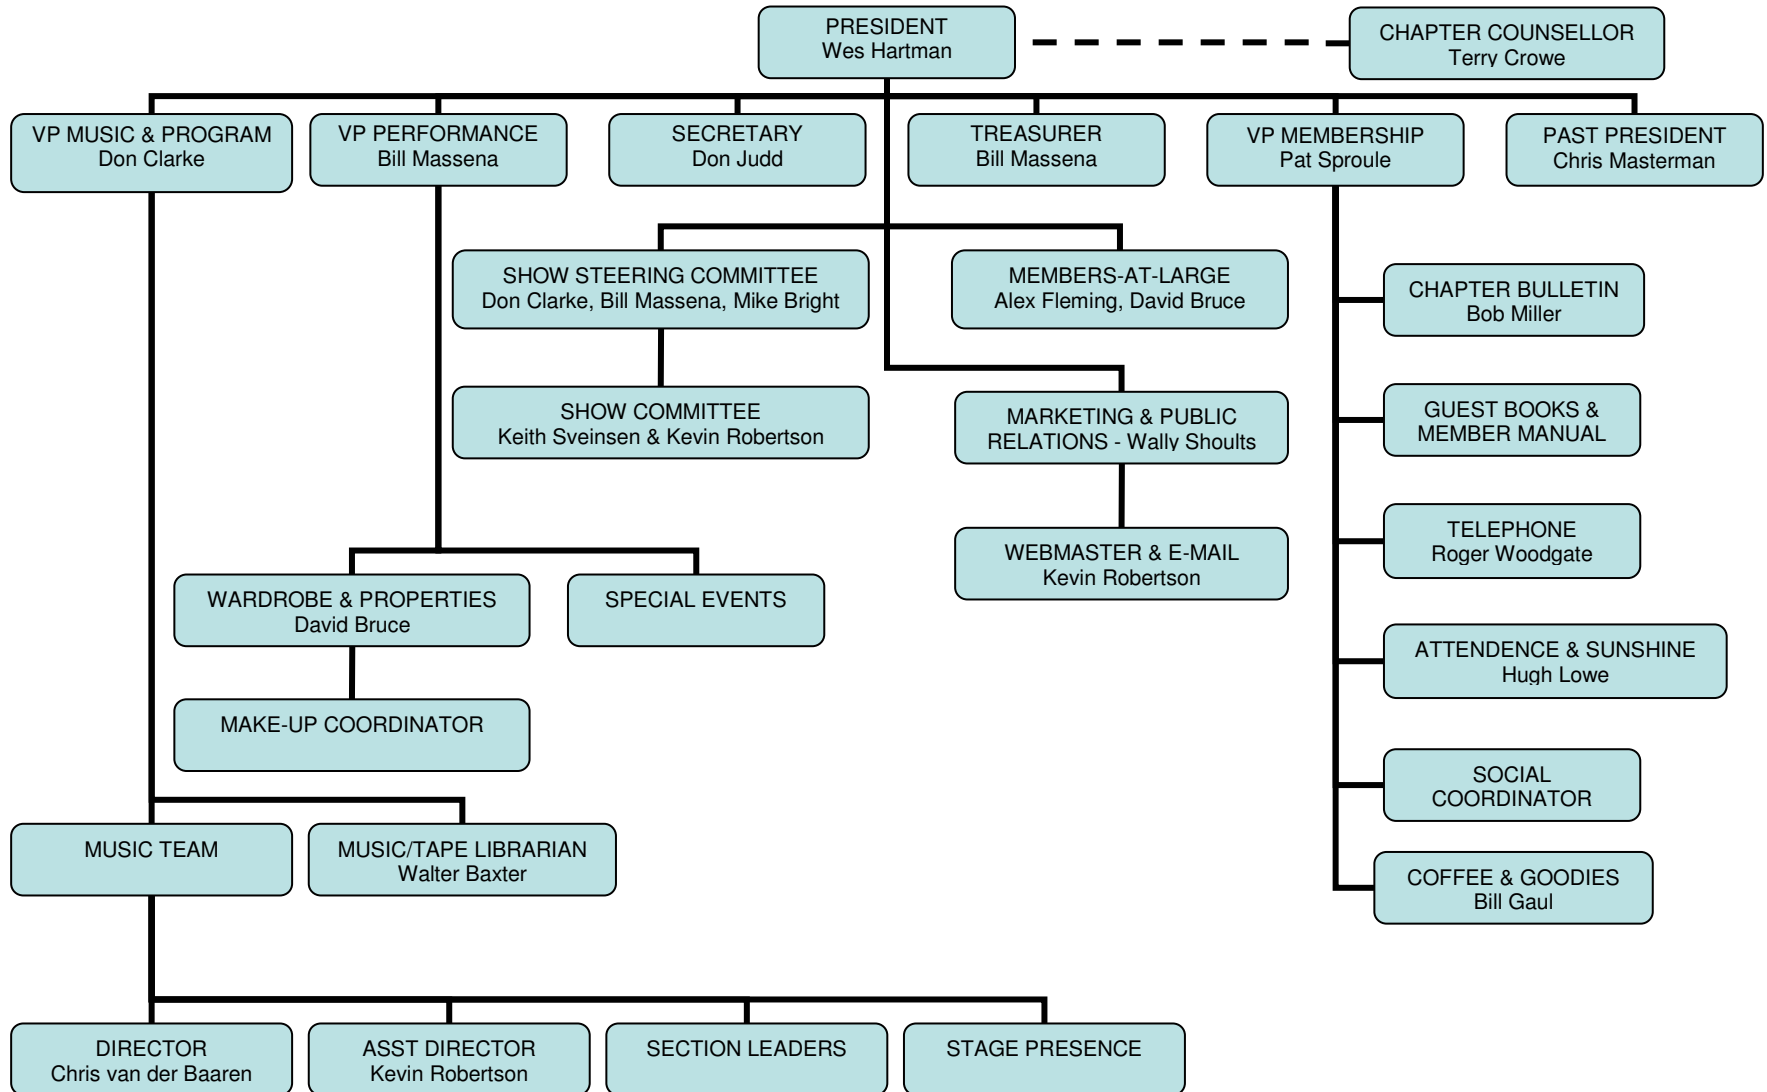 PRESIDENT
Wes Hartman
CHAPTER COUNSELLOR
Terry Crowe
VP MUSIC & PROGRAM
Don Clarke
VP PERFORMANCE
Bill Massena
SECRETARY
Don Judd
TREASURER
Bill Massena
VP MEMBERSHIP
Pat Sproule
PAST PRESIDENT
Chris Masterman
SHOW STEERING COMMITTEE
Don Clarke, Bill Massena, Mike Bright
MEMBERS-AT-LARGE
Alex Fleming, David Bruce
CHAPTER BULLETIN
Bob Miller
SHOW COMMITTEE
Keith Sveinsen & Kevin Robertson
MARKETING & PUBLIC
RELATIONS - Wally Shoults
GUEST BOOKS &
MEMBER MANUAL
WEBMASTER & E-MAIL
Kevin Robertson
TELEPHONE
Roger Woodgate
WARDROBE & PROPERTIES
David Bruce
SPECIAL EVENTS
ATTENDENCE & SUNSHINE
Hugh Lowe
MAKE-UP COORDINATOR
SOCIAL
COORDINATOR
MUSIC TEAM
MUSIC/TAPE LIBRARIAN
Walter Baxter
COFFEE & GOODIES
Bill Gaul
DIRECTOR
Chris van der Baaren
ASST DIRECTOR
Kevin Robertson
SECTION LEADERS
STAGE PRESENCE